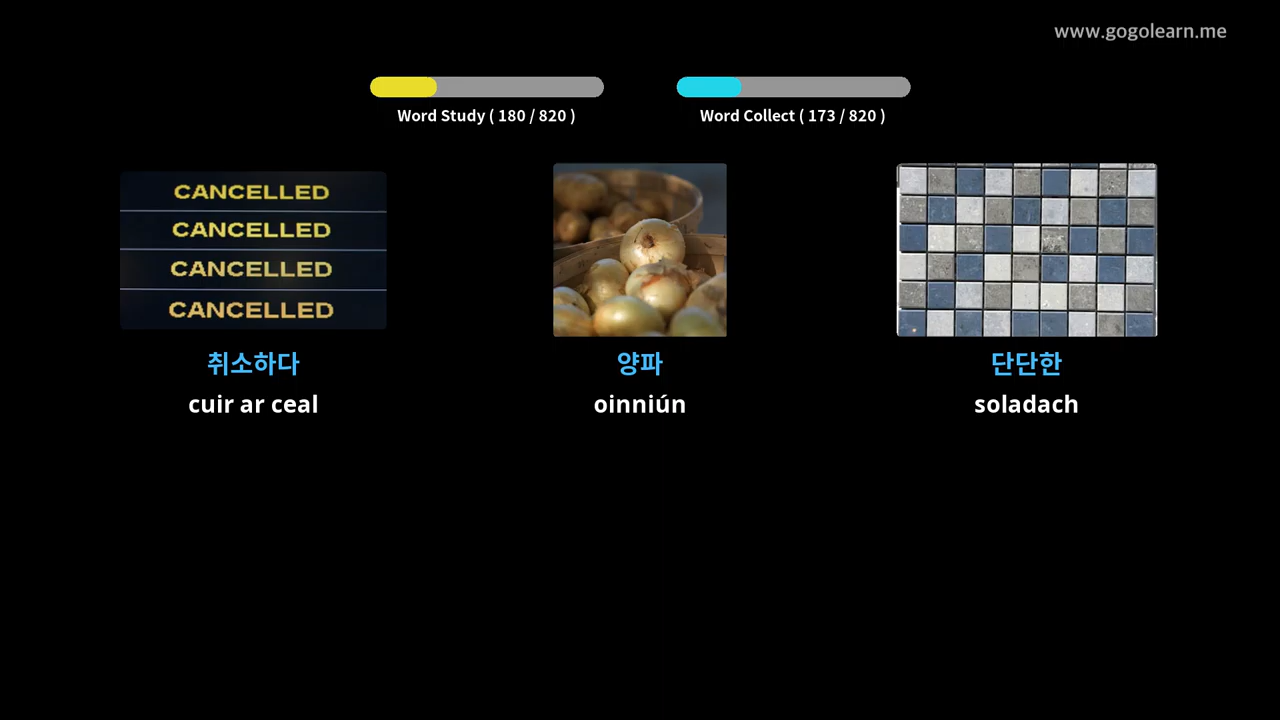 www.gogolearn.me
Word Study ( 180 / 820 )
Word Collect ( 173 / 820 )
CANCELLED
CANCELLED
CANCELLED
CANCELLED
취소하다
cuir ar ceal
양파
oinniún
단단한
soladach